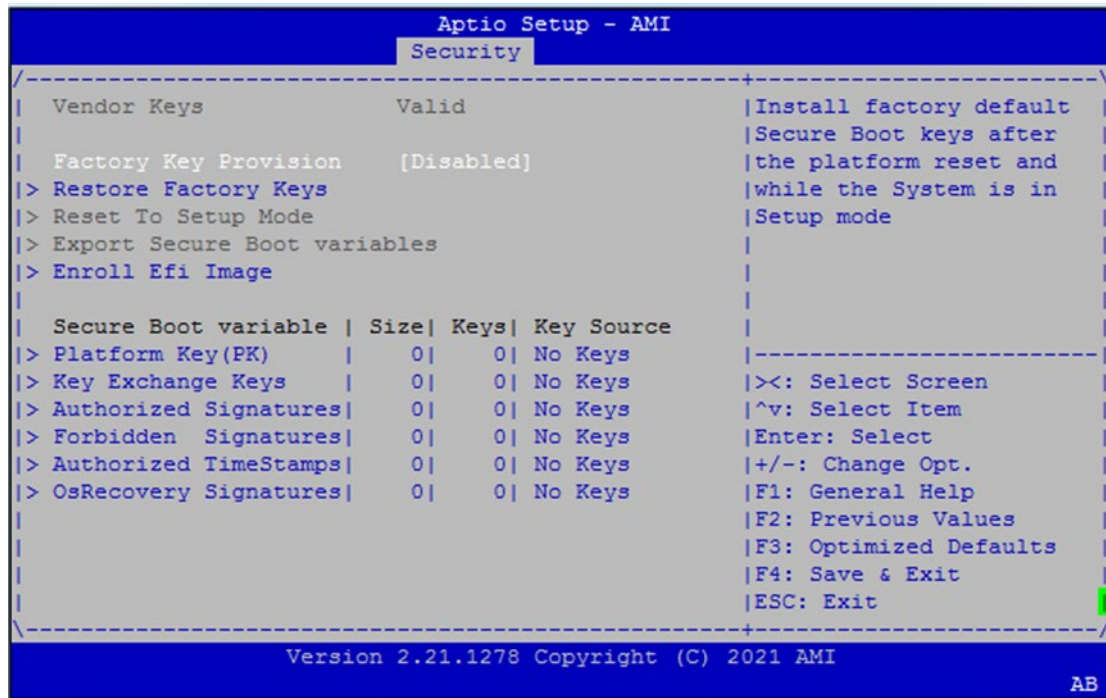 Aptio Setup - AMI
Security
/-----------------------------------------------------+-------------------------\
| Vendor Keys Valid |Install factory default |
| |Secure Boot keys after |
| Factory Key Provision [Disabled] |the platform reset and |
|> Restore Factory Keys |while the System is in |
|> Reset To Setup Mode |Setup mode |
|> Export Secure Boot variables | |
|> Enroll Efi Image | |
| | |
| Secure Boot variable | Size| Keys| Key Source | |
|> Platform Key(PK) | 0| 0| No Keys |-------------------------|
|> Key Exchange Keys | 0| 0| No Keys |><: Select Screen |
|> Authorized Signatures| 0| 0| No Keys |^v: Select Item |
|> Forbidden Signatures| 0| 0| No Keys |Enter: Select |
|> Authorized TimeStamps| 0| 0| No Keys |+/-: Change Opt. |
|> OsRecovery Signatures| 0| 0| No Keys |F1: General Help |
| |F2: Previous Values |
| |F3: Optimized Defaults |
| |F4: Save & Exit |
| |ESC: Exit |
\-----------------------------------------------------+-------------------------/
Version 2.21.1278 Copyright (C) 2021 AMI
AB